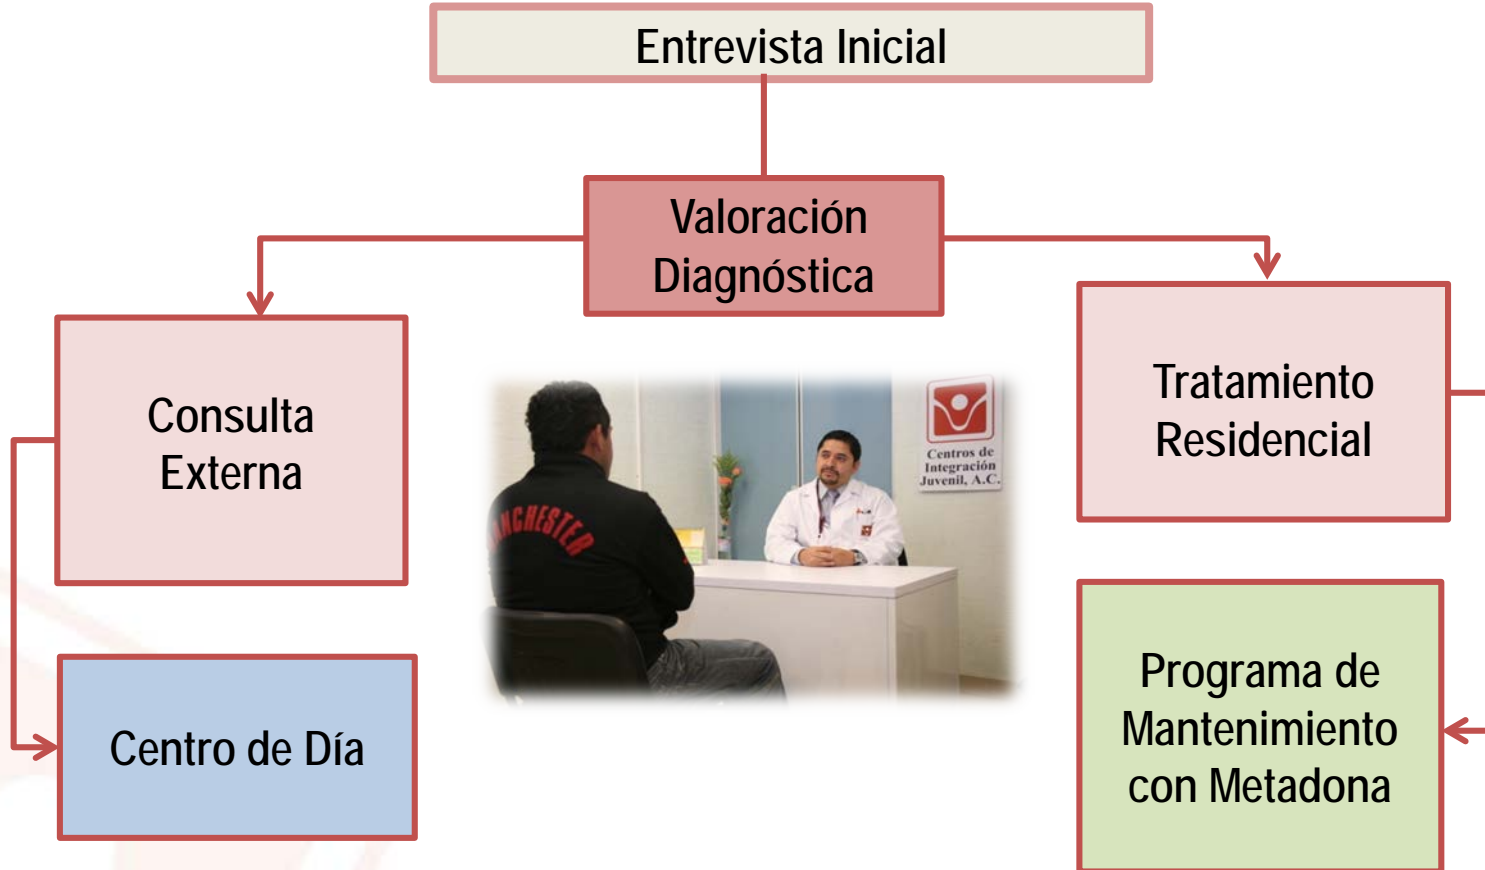 Entrevista Inicial
Valoración
Diagnóstica
Consulta
Externa
Tratamiento
Residencial
Centros de
Integración
Juvenil, A.C.
Centro de Día
Programa de
Mantenimiento
con Metadona